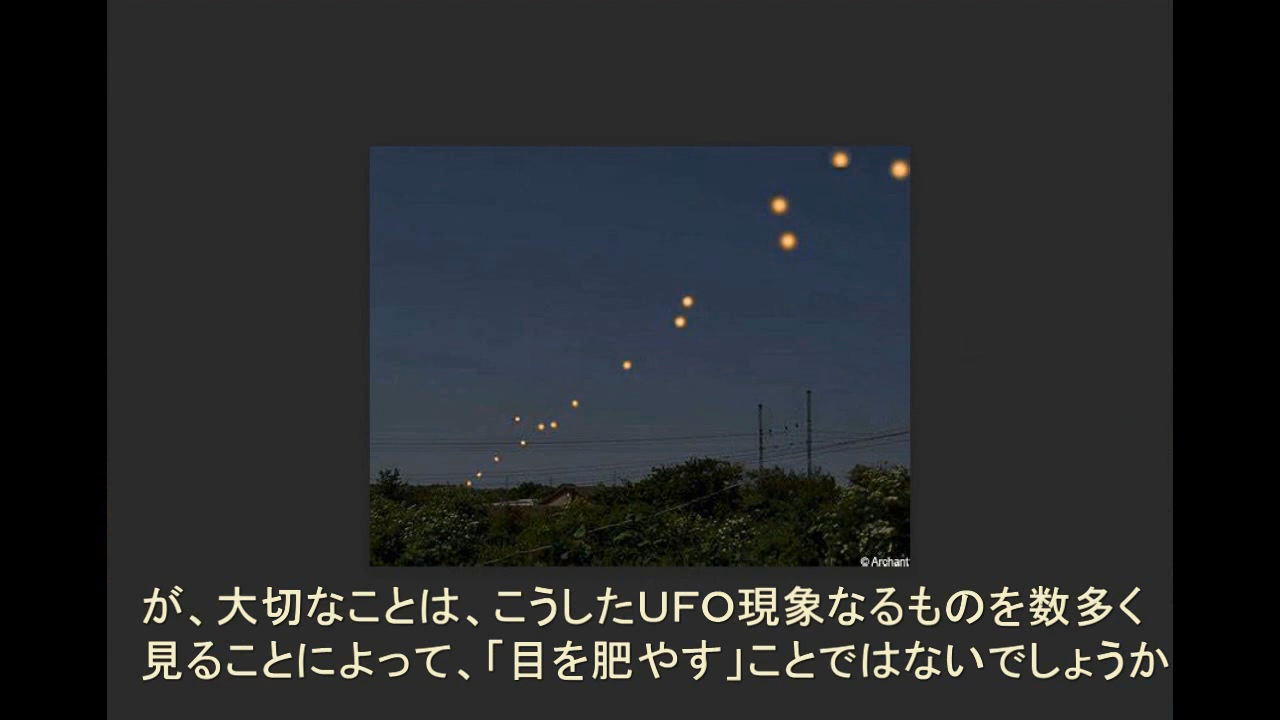 © Archant
が、大切なことは、こうしたＵＦＯ現象なるものを数多く
見ることによって、「目を肥やす」ことではないでしょうか